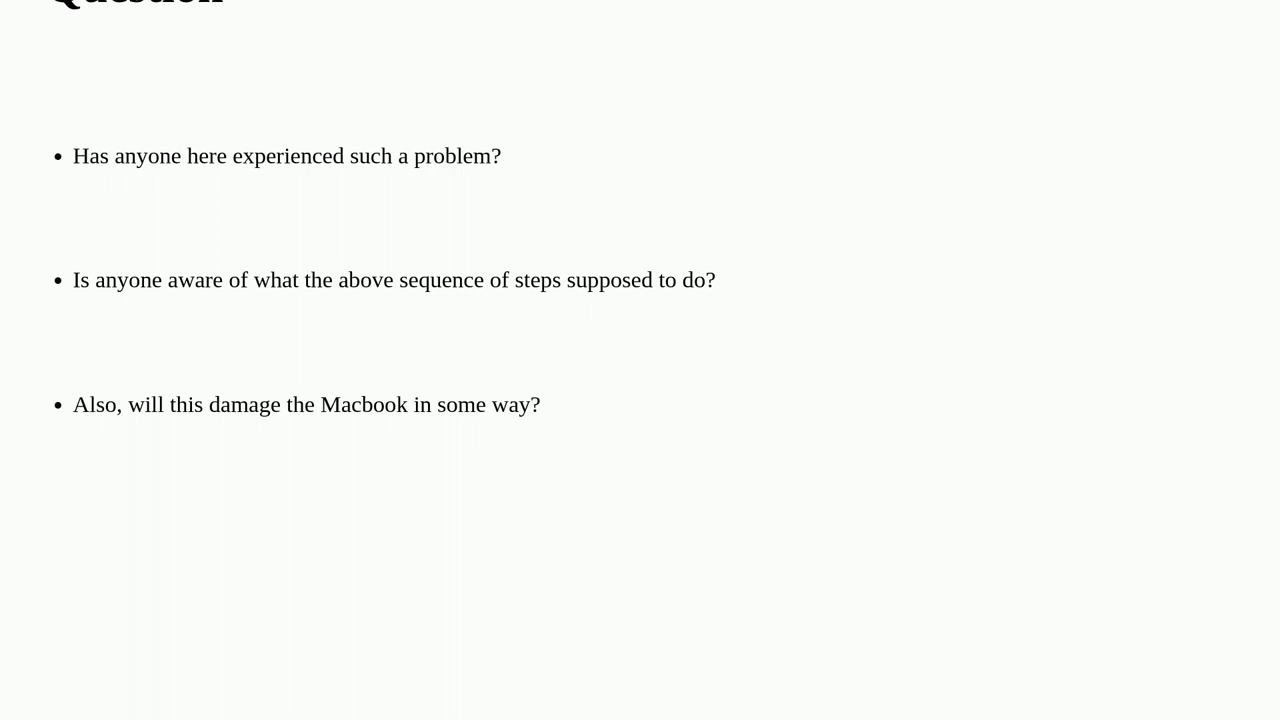 Question
• Has anyone here experienced such a problem?
• Is anyone aware of what the above sequence of steps supposed to do?
• Also, will this damage the Macbook in some way?